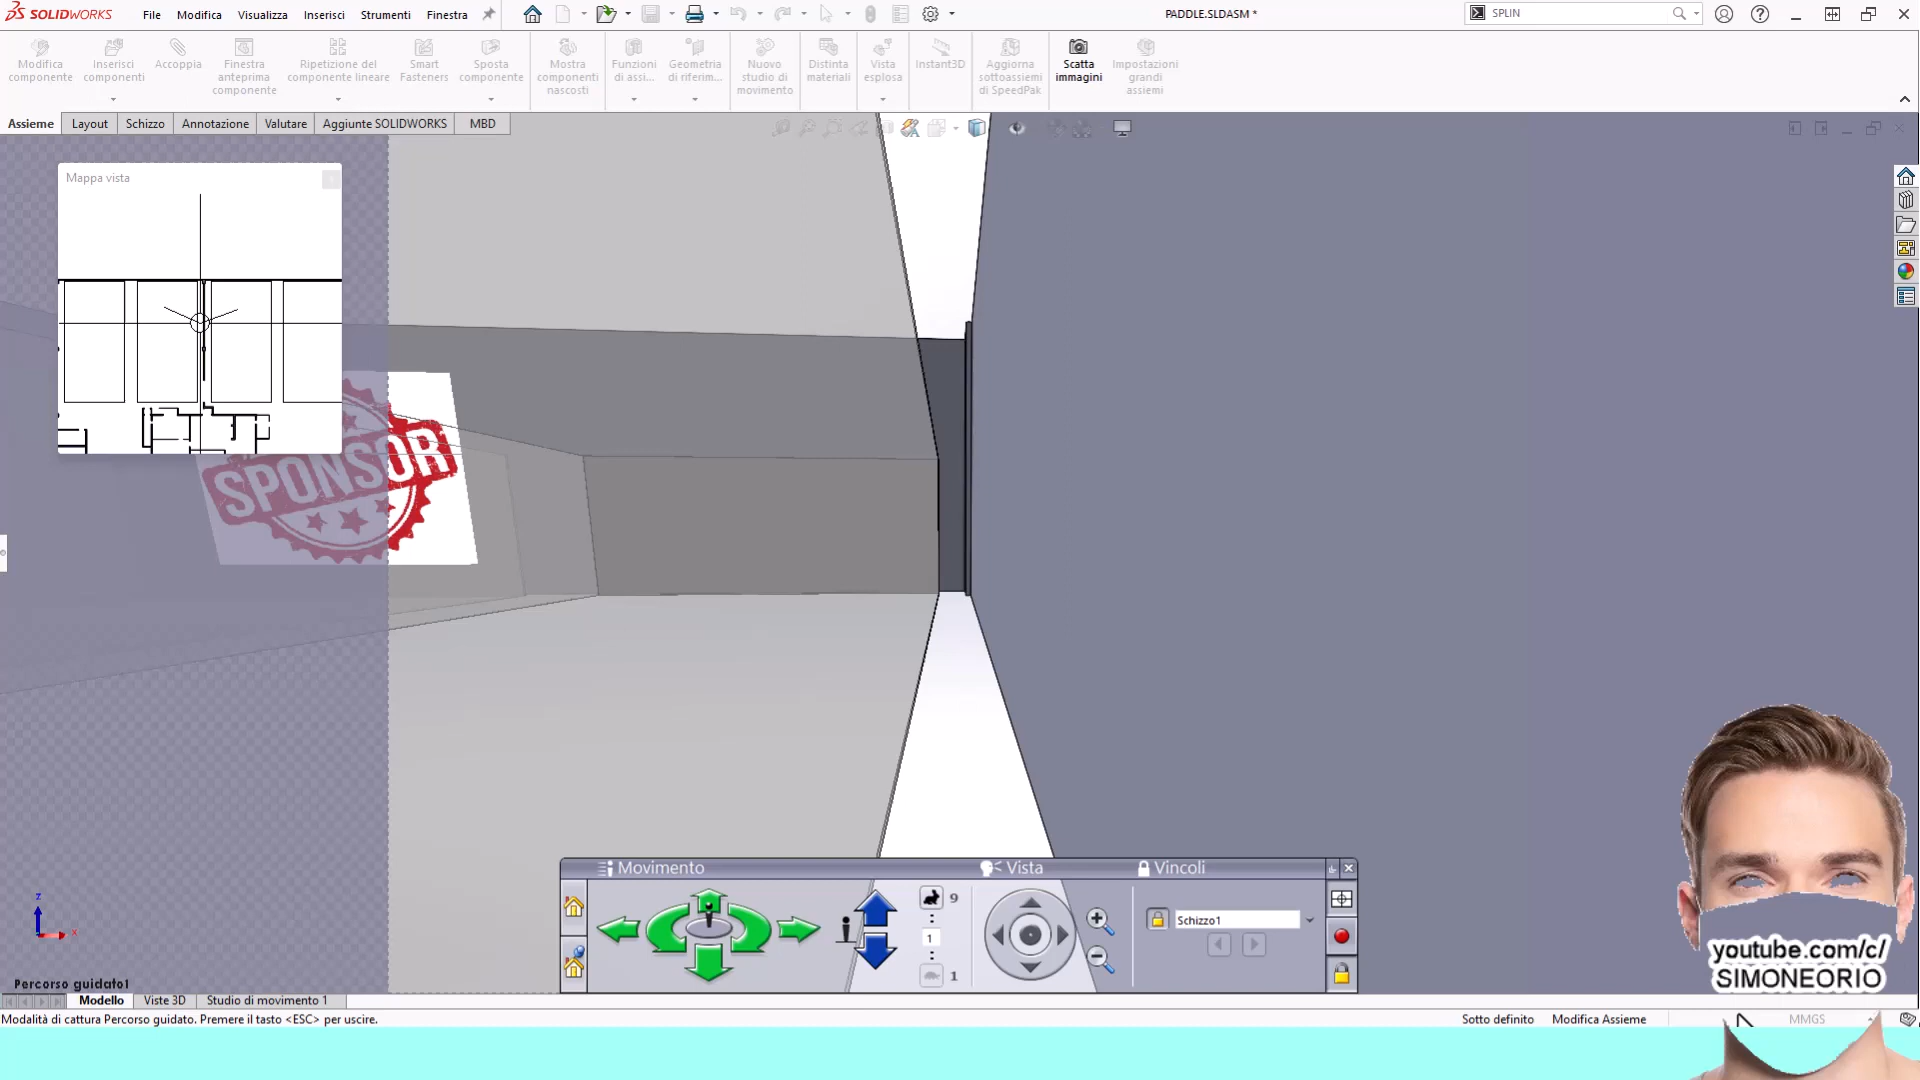 SOLIDWORKS
File
Modifica
Visualizza
Inserisci
Strumenti
Finestra
PADDLE.SLDASM *
SPLIN
Modifica
componente
Inserisci
componenti
Accoppia
Finestra
anteprima
componente
Ripetizione del
componente lineare
Smart
Fasteners
Sposta
componente
Mostra
componenti
nascosti
Funzioni
di assi...
Geometria
di riferim...
Nuovo
studio di
movimento
Distinta
materiali
Vista
esplosa
Instant3D
Aggiorna
sottoassiemi
di SpeedPak
Scatta
immagini
Impostazioni
grandi
assiemi
Assieme
Layout
Schizzo
Annotazione
Valutare
Aggiunte SOLIDWORKS
MBD
Mappa vista
SPONSOR
Movimento
Vista
Vincoli
9
1
1
Schizzo1
z
x
Percorso guidato1
Modello
Viste 3D
Studio di movimento 1
Modalità di cattura Percorso guidato. Premere il tasto <ESC> per uscire.
Sotto definito
Modifica Assieme
MMGS
youtube.com/c/
SIMONEORIO